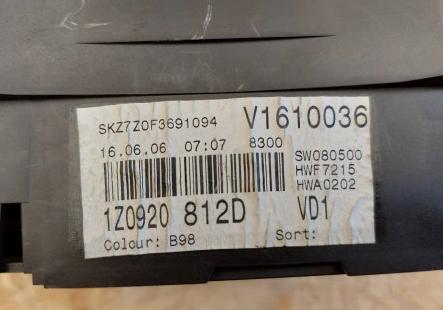 SKZ7Z0F3691094 V1610036
16.06.06 07:07 8300 SW080500
HWF7215
HWA0202
1Z0920 812D VD1
Colour: B98 Sort: